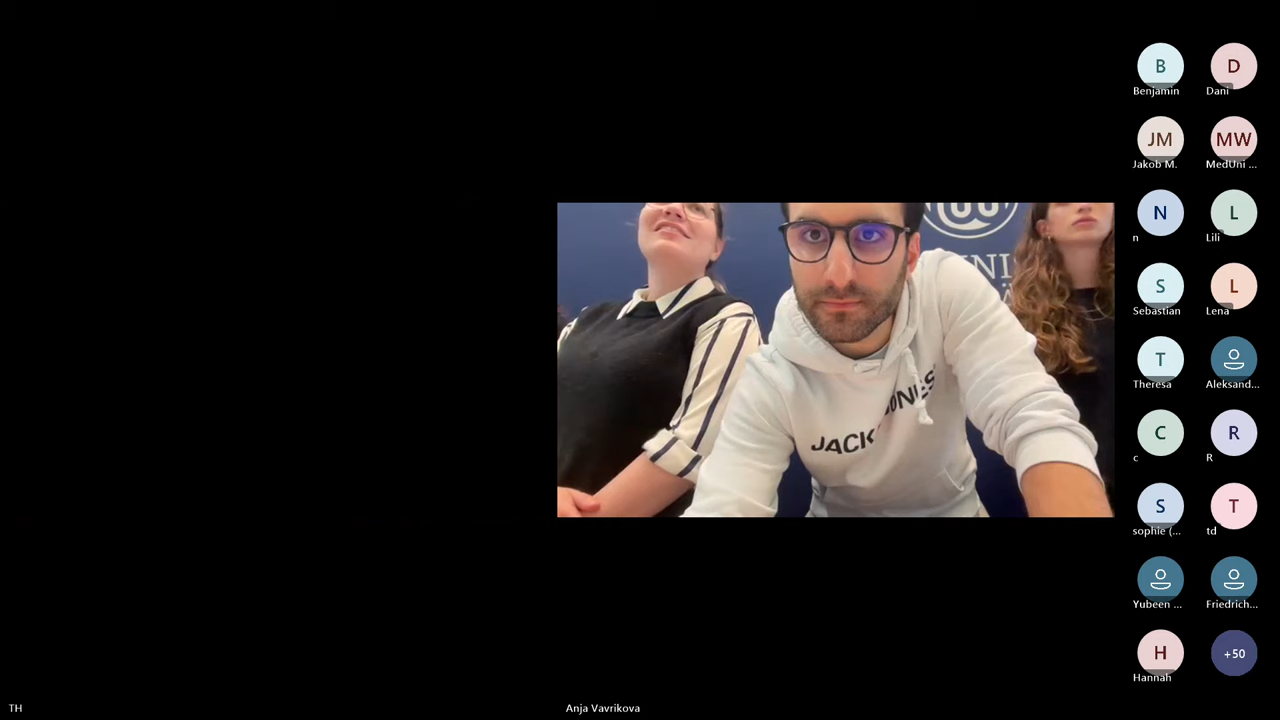 B
Benjamin
D
Dani
JM
Jakob M.
MW
MedUni ...
N
n
L
Lili
S
Sebastian
L
Lena
T
Theresa
Aleksand...
C
c
R
R
S
sophie (...
T
td
Yubeen ...
Friedrich...
H
Hannah
+50
JACK
JONES
TH
Anja Vavrikova